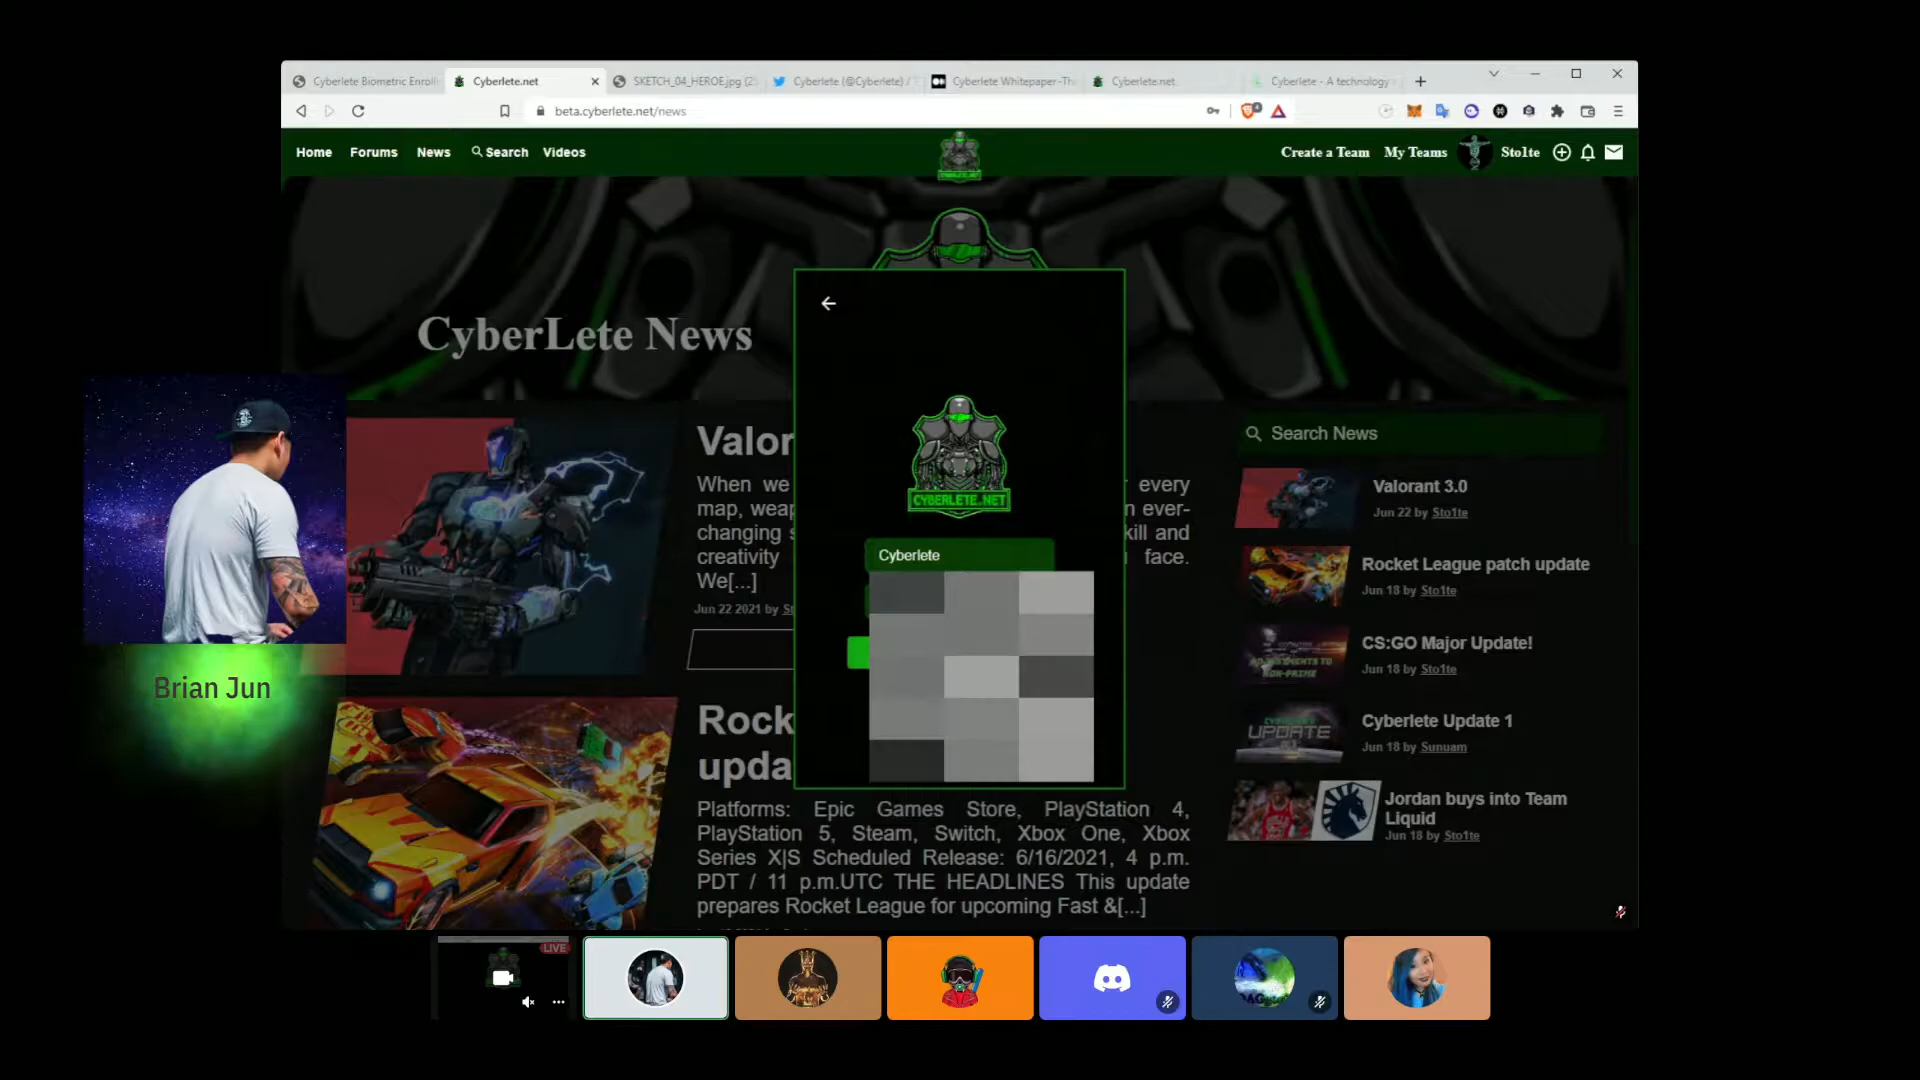 Cyberlete Biometric Enroll
Cyberlete.net
SKETCH_04_HEROE.jpg (2
Cyberlete (@Cyberlete) / T
Cyberlete Whitepaper-Th
Cyberlete.net
Cyberlete - A technology
beta.cyberlete.net/news
Home
Forums
News
Search
Videos
Create a Team
My Teams
Sto1te
CyberLete News
CYBERLETE.NET
Cyberlete
Brian Jun
Valor
When we every
map, weap n ever-
changing s kill and
creativity face.
We[...]
Jun 22 2021 by St
Rock
upda
Platforms: Epic Games Store, PlayStation 4,
PlayStation 5, Steam, Switch, Xbox One, Xbox
Series X|S Scheduled Release: 6/16/2021, 4 p.m.
PDT / 11 p.m.UTC THE HEADLINES This update
prepares Rocket League for upcoming Fast &[...]
Search News
Valorant 3.0
Jun 22 by Sto1te
Rocket League patch update
Jun 18 by Sto1te
CS:GO Major Update!
Jun 18 by Sto1te
Cyberlete Update 1
Jun 18 by Sunuam
UPDATE
Jordan buys into Team
Liquid
Jun 18 by Sto1te
LIVE